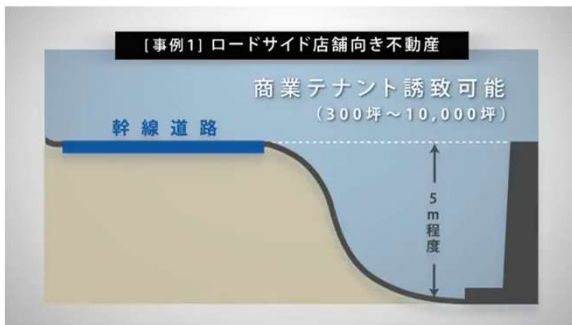 [事例1] ロードサイド店舗向き不動産
商業テナント誘致可能
（300坪～10,000坪）
幹線道路
5m程度